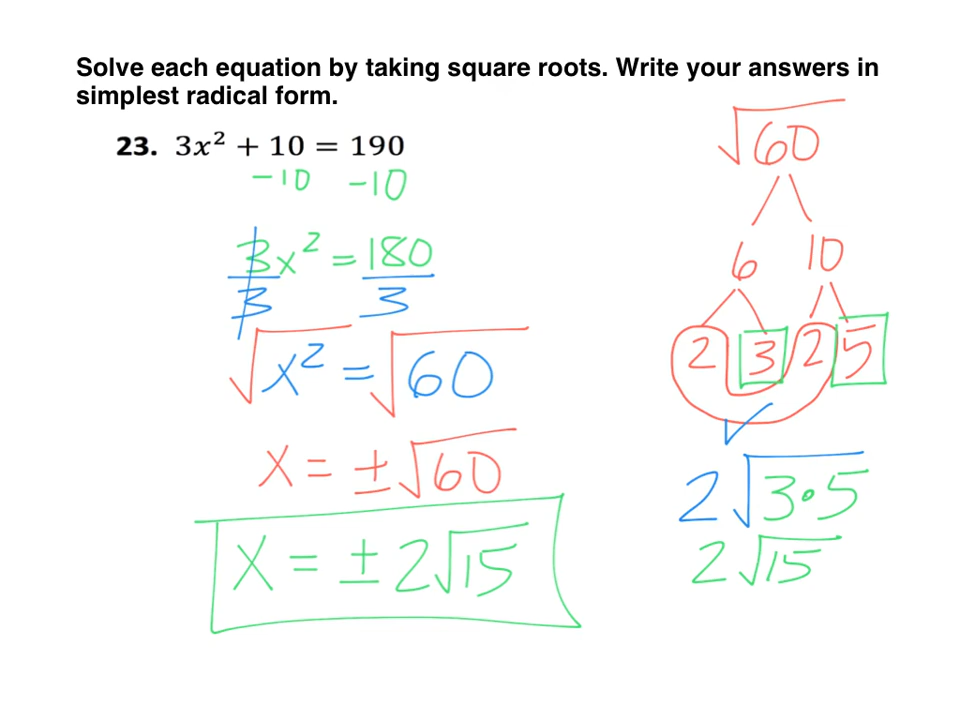 Solve each equation by taking square roots. Write your answers in
simplest radical form.
23. 3x² + 10 = 190
-10 -10
3x² = 180
3 3
√x² = √60
x = ±√60
x = ±2√15
√60
6 10
2 3 2 5
2√3•5
2√15